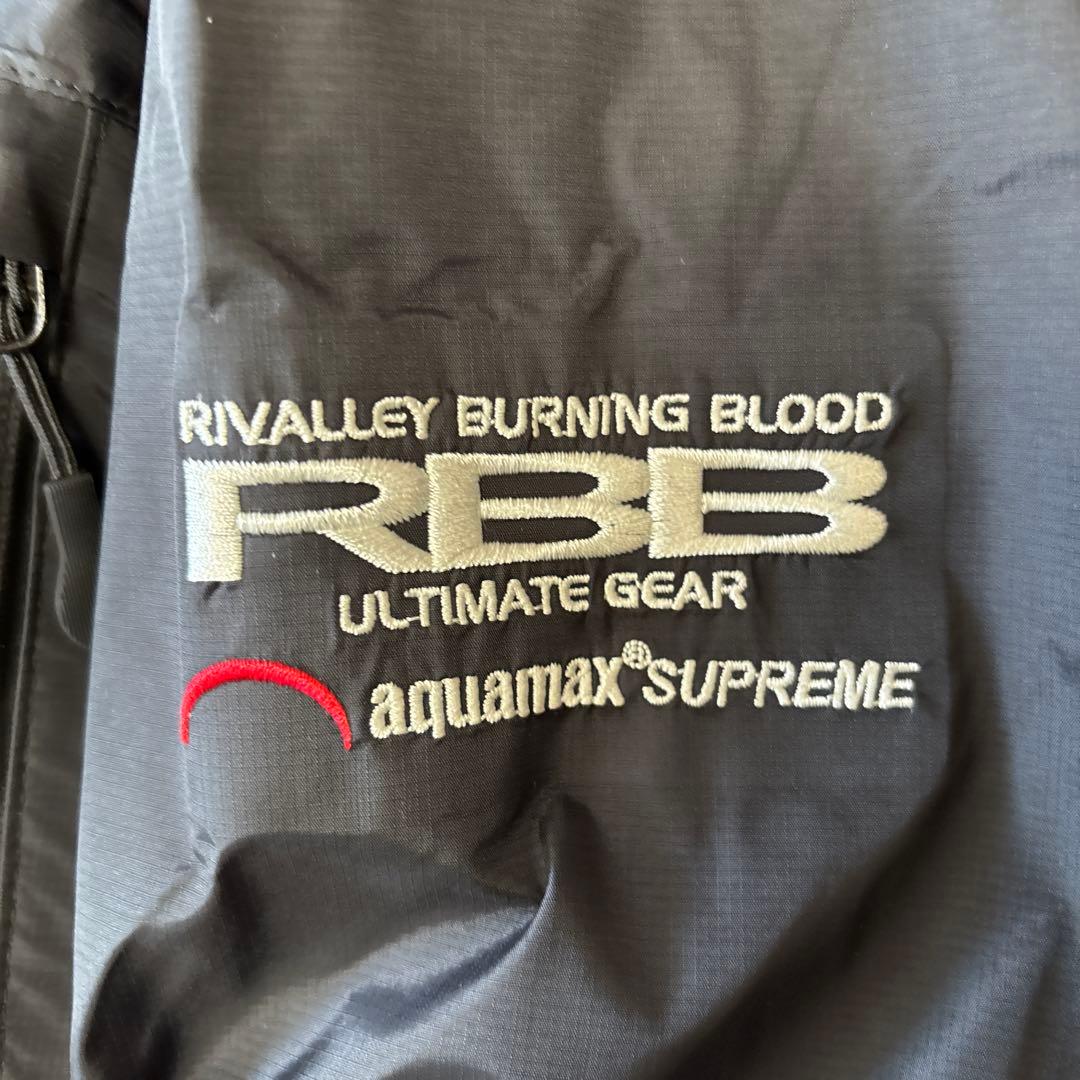 RIVALLEY BURNING BLOOD
RBB
ULTIMATE GEAR
aquamax® SUPREME